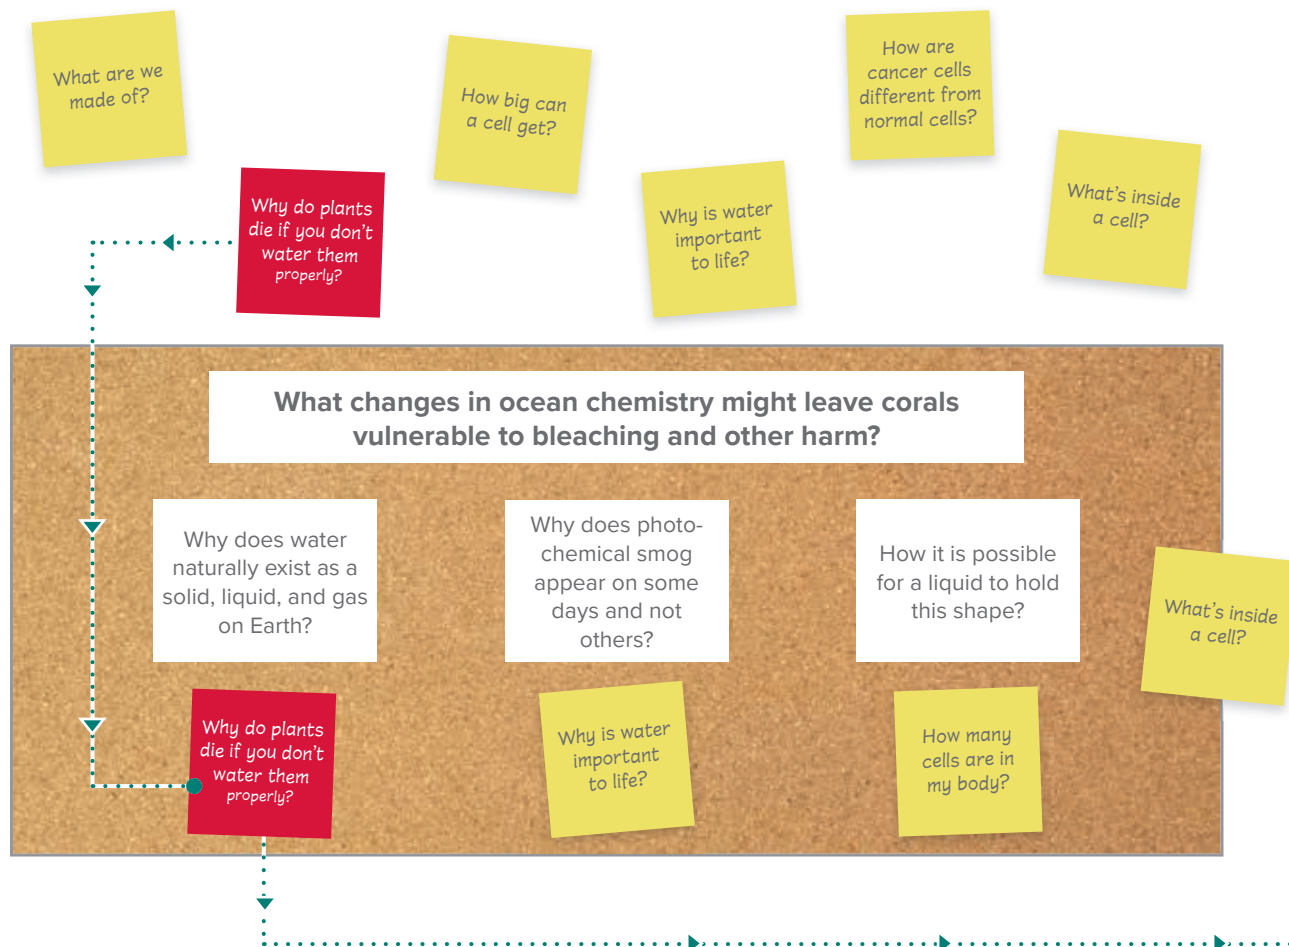 What are we
made of?
How big can
a cell get?
How are
cancer cells
different from
normal cells?
Why do plants
die if you don't
water them
properly?
Why is water
important
to life?
What's inside
a cell?
What changes in ocean chemistry might leave corals
vulnerable to bleaching and other harm?
Why does water
naturally exist as a
solid, liquid, and gas
on Earth?
Why does photo-
chemical smog
appear on some
days and not
others?
How it is possible
for a liquid to hold
this shape?
What's inside
a cell?
Why do plants
die if you don't
water them
properly?
Why is water
important
to life?
How many
cells are in
my body?